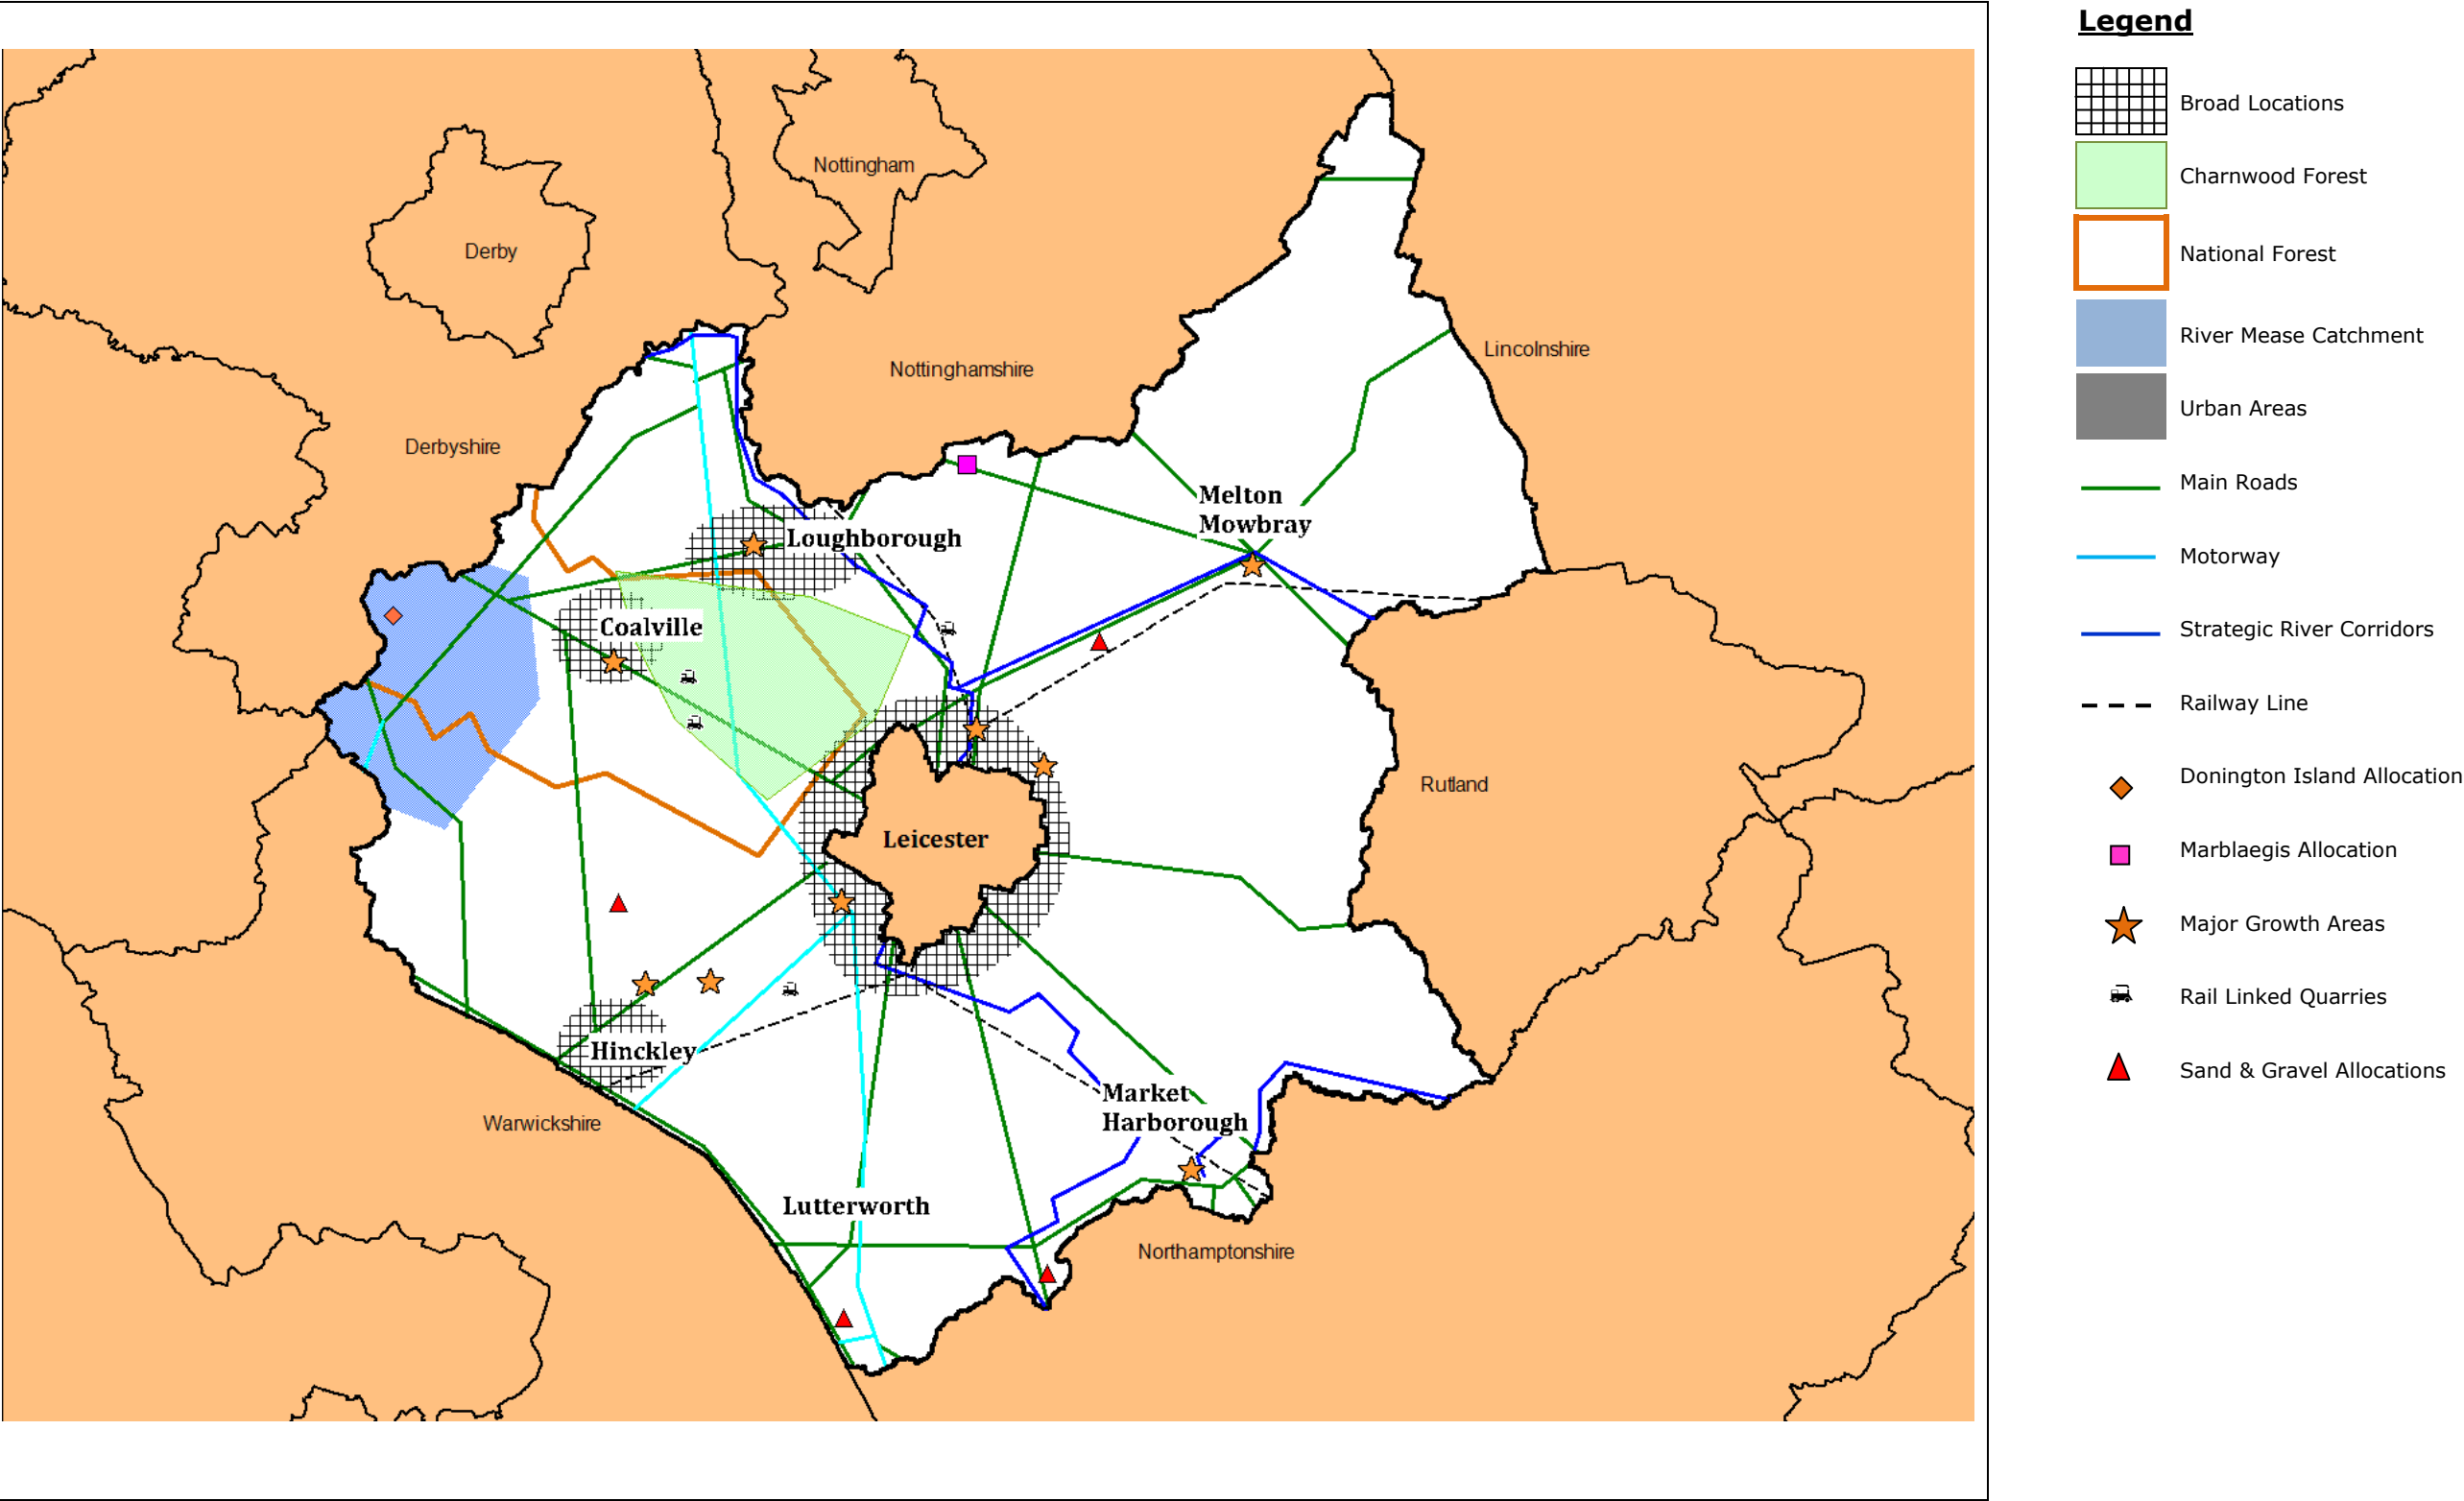 Legend
Broad Locations
Charnwood Forest
National Forest
River Mease Catchment
Urban Areas
Main Roads
Motorway
Strategic River Corridors
Railway Line
Donington Island Allocation
Marblaegis Allocation
Major Growth Areas
Rail Linked Quarries
Sand & Gravel Allocations
Nottingham
Derby
Lincolnshire
Nottinghamshire
Derbyshire
Melton
Mowbray
Loughborough
Coalville
Rutland
Leicester
Hinckley
Market
Harborough
Warwickshire
Lutterworth
Northamptonshire